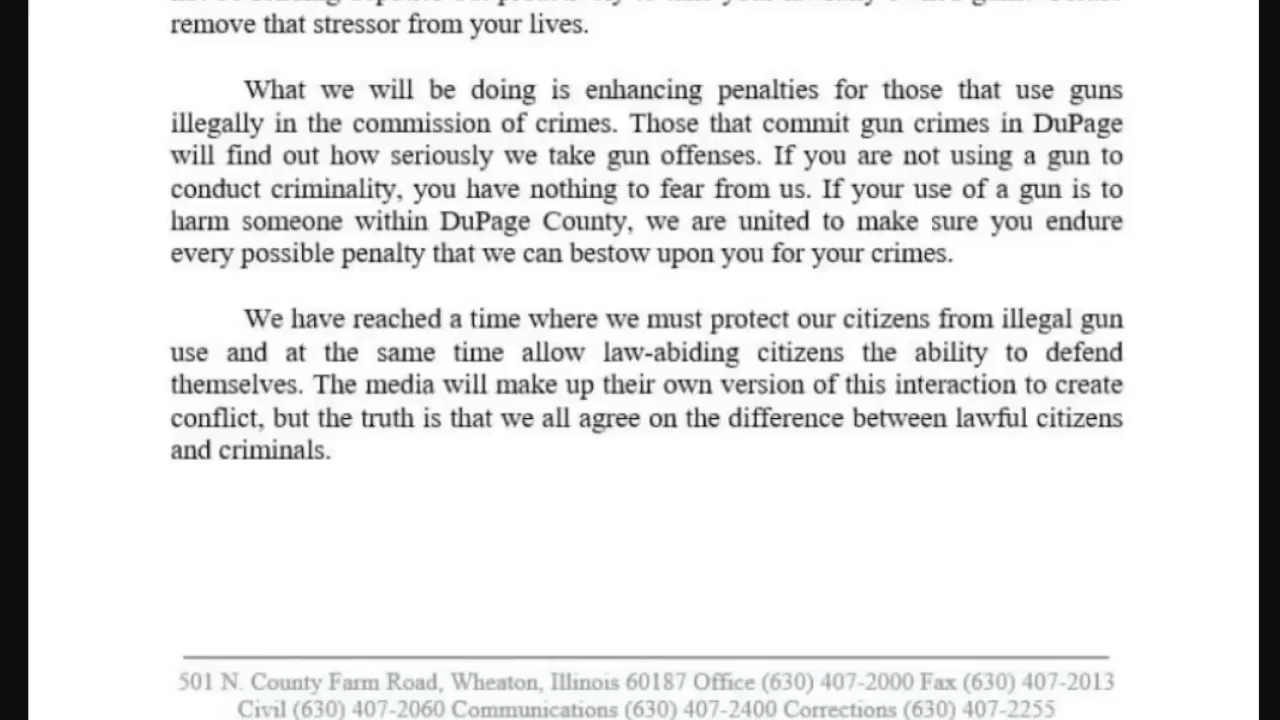 remove that stressor from your lives.
What we will be doing is enhancing penalties for those that use guns
illegally in the commission of crimes. Those that commit gun crimes in DuPage
will find out how seriously we take gun offenses. If you are not using a gun to
conduct criminality, you have nothing to fear from us. If your use of a gun is to
harm someone within DuPage County, we are united to make sure you endure
every possible penalty that we can bestow upon you for your crimes.
We have reached a time where we must protect our citizens from illegal gun
use and at the same time allow law-abiding citizens the ability to defend
themselves. The media will make up their own version of this interaction to create
conflict, but the truth is that we all agree on the difference between lawful citizens
and criminals.
501 N. County Farm Road, Wheaton, Illinois 60187 Office (630) 407-2000 Fax (630) 407-2013
Civil (630) 407-2060 Communications (630) 407-2400 Corrections (630) 407-2255